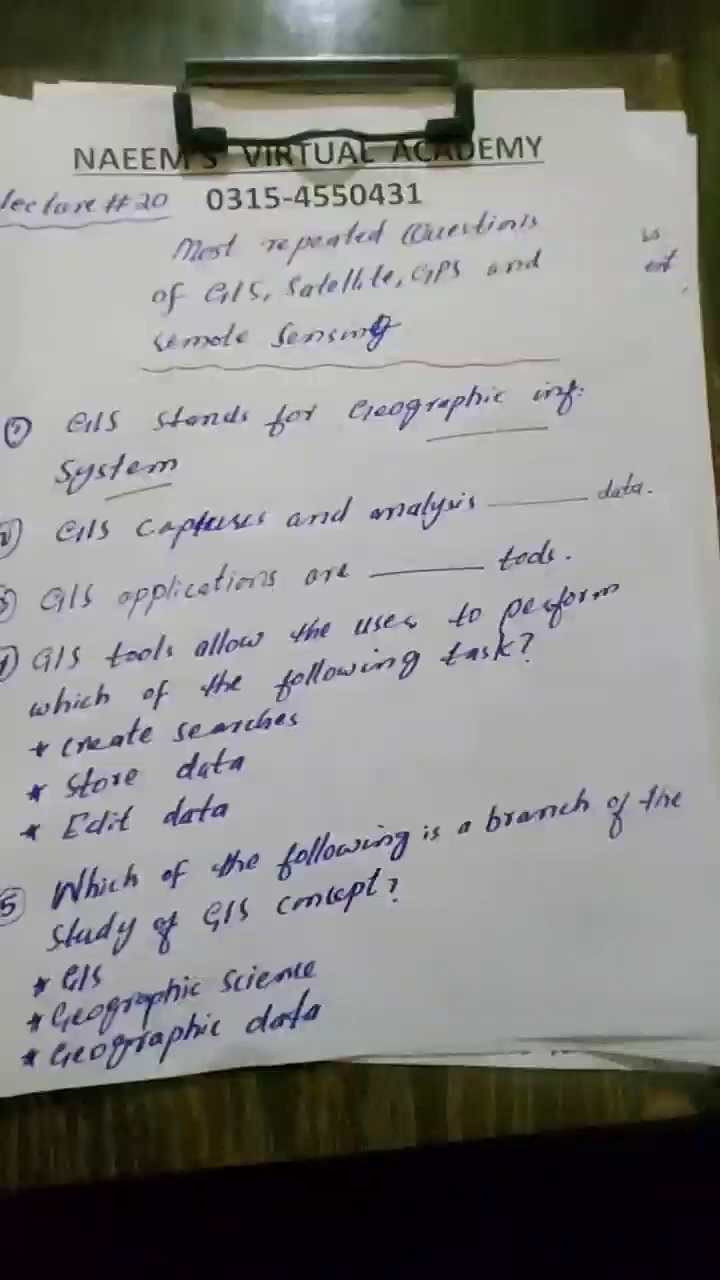 NAEEM'S VIRTUAL ACADEMY
lecture # 20 0315-4550431
Most repeated Questions
of GIS, Satellite, GPS and
remote Sensing
① GIS stands for Geographic inf:
System
GIS captures and analysis ______ data.
GIS applications are ______ tools.
GIS tools allow the user to perform
which of the following task?
* Create searches
* Store data
* Edit data
⑤ Which of the following is a branch of the
Study of GIS concept?
* GIS
* Geographic Science
* Geographic data